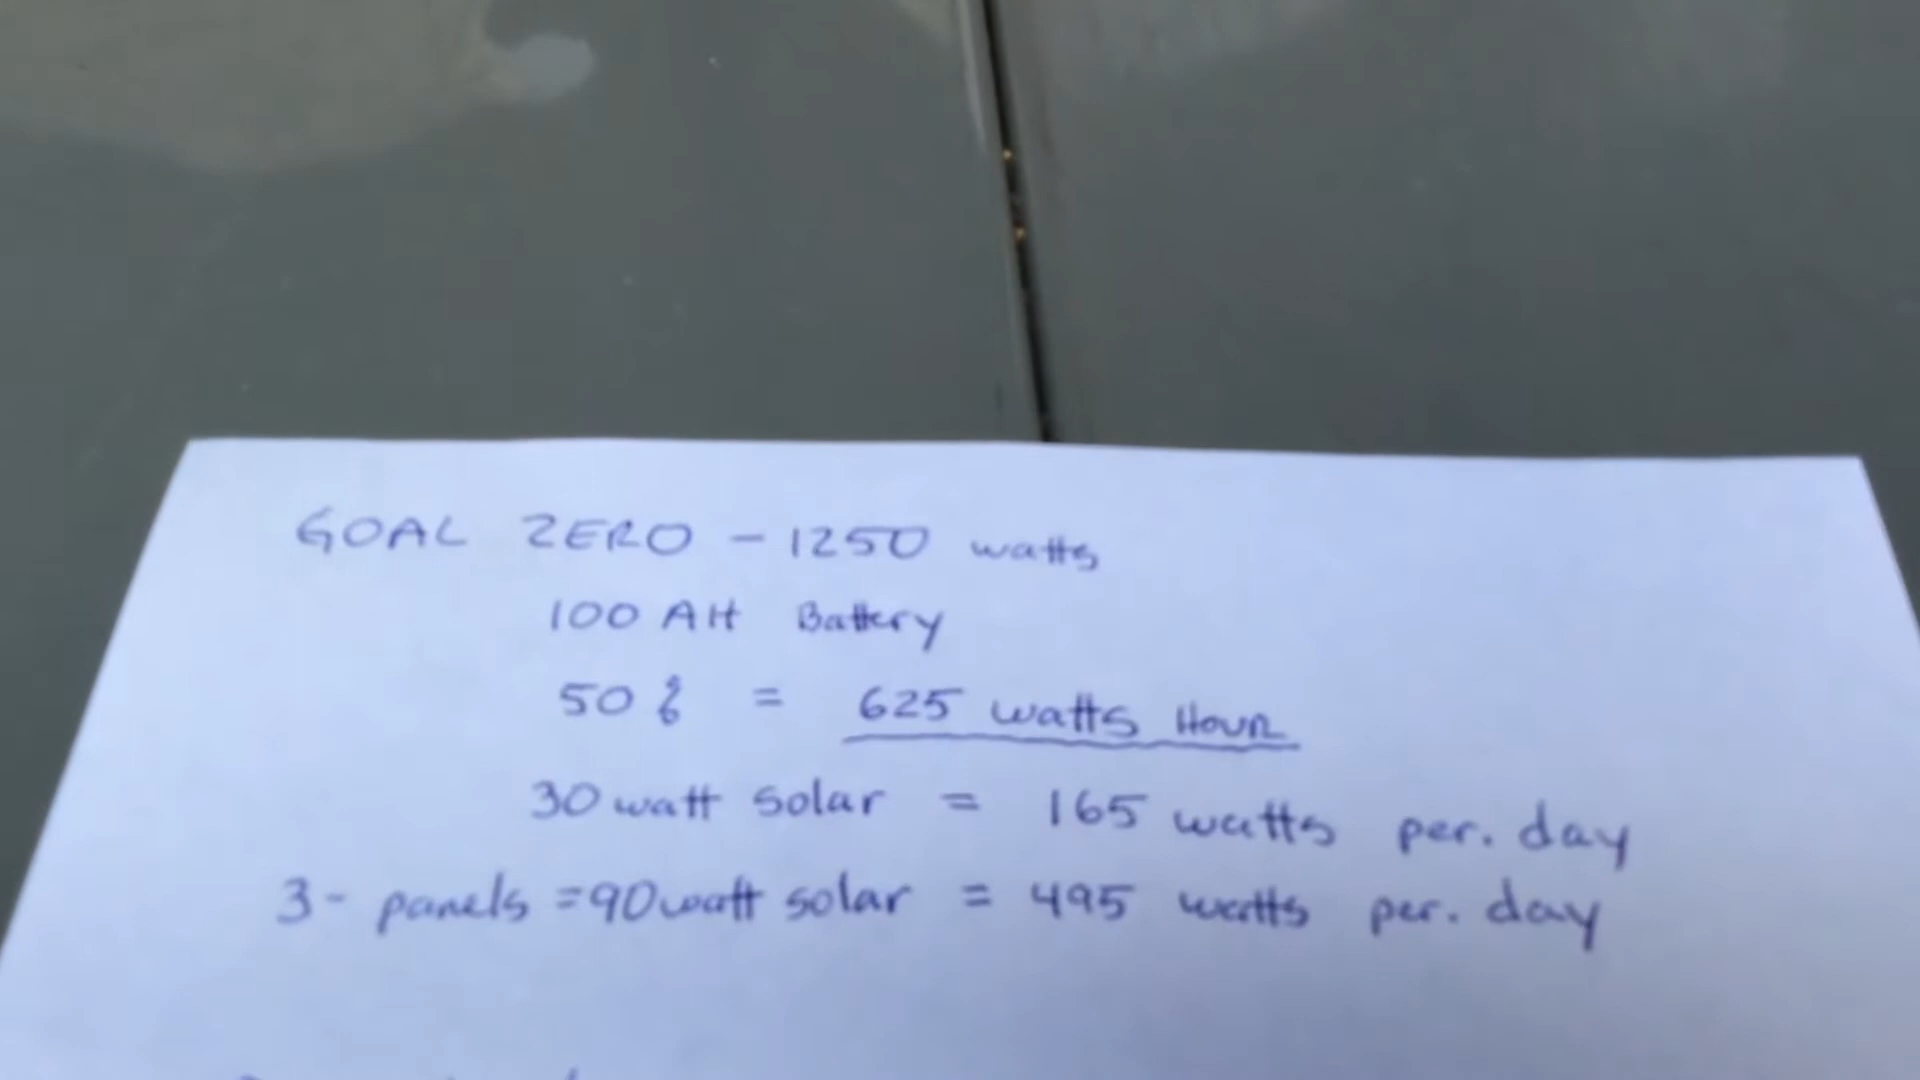 GOAL ZERO - 1250 watts
100 AH Battery
50 % = 625 watts Hour
30 watt solar = 165 watts per. day
3 - panels = 90 watt solar = 495 watts per. day